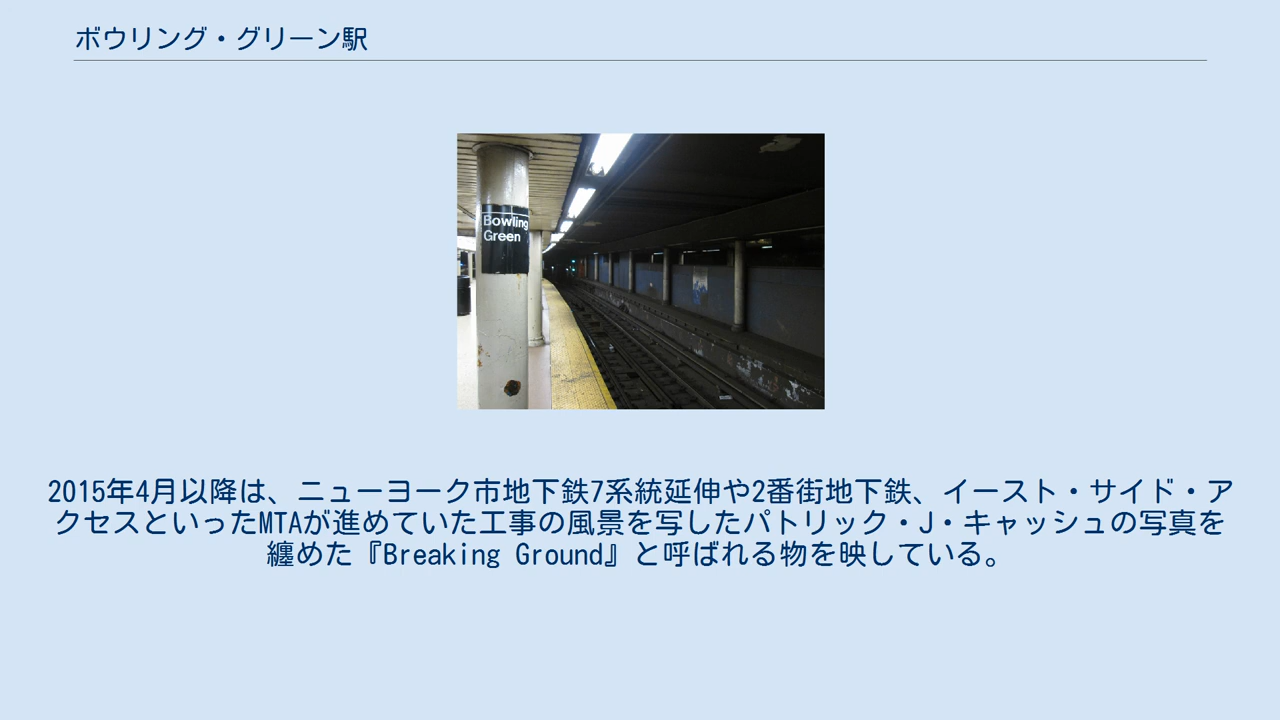 ボウリング・グリーン駅
Bowling
Green
2015年4月以降は、ニューヨーク市地下鉄7系統延伸や2番街地下鉄、イースト・サイド・ア
クセスといったMTAが進めていた工事の風景を写したパトリック・J・キャッシュの写真を
纏めた『Breaking Ground』と呼ばれる物を映している。